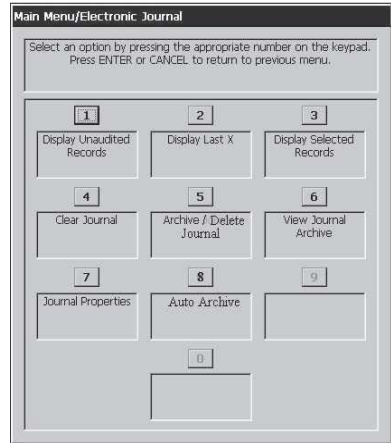 Main Menu/Electronic Journal
Select an option by pressing the appropriate number on the keypad.
Press ENTER or CANCEL to return to previous menu.
1 2 3
Display Unaudited Records
Display Last X
Display Selected Records
4 5 6
Clear Journal
Archive / Delete Journal
View Journal Archive
7 8 9
Journal Properties
Auto Archive
0